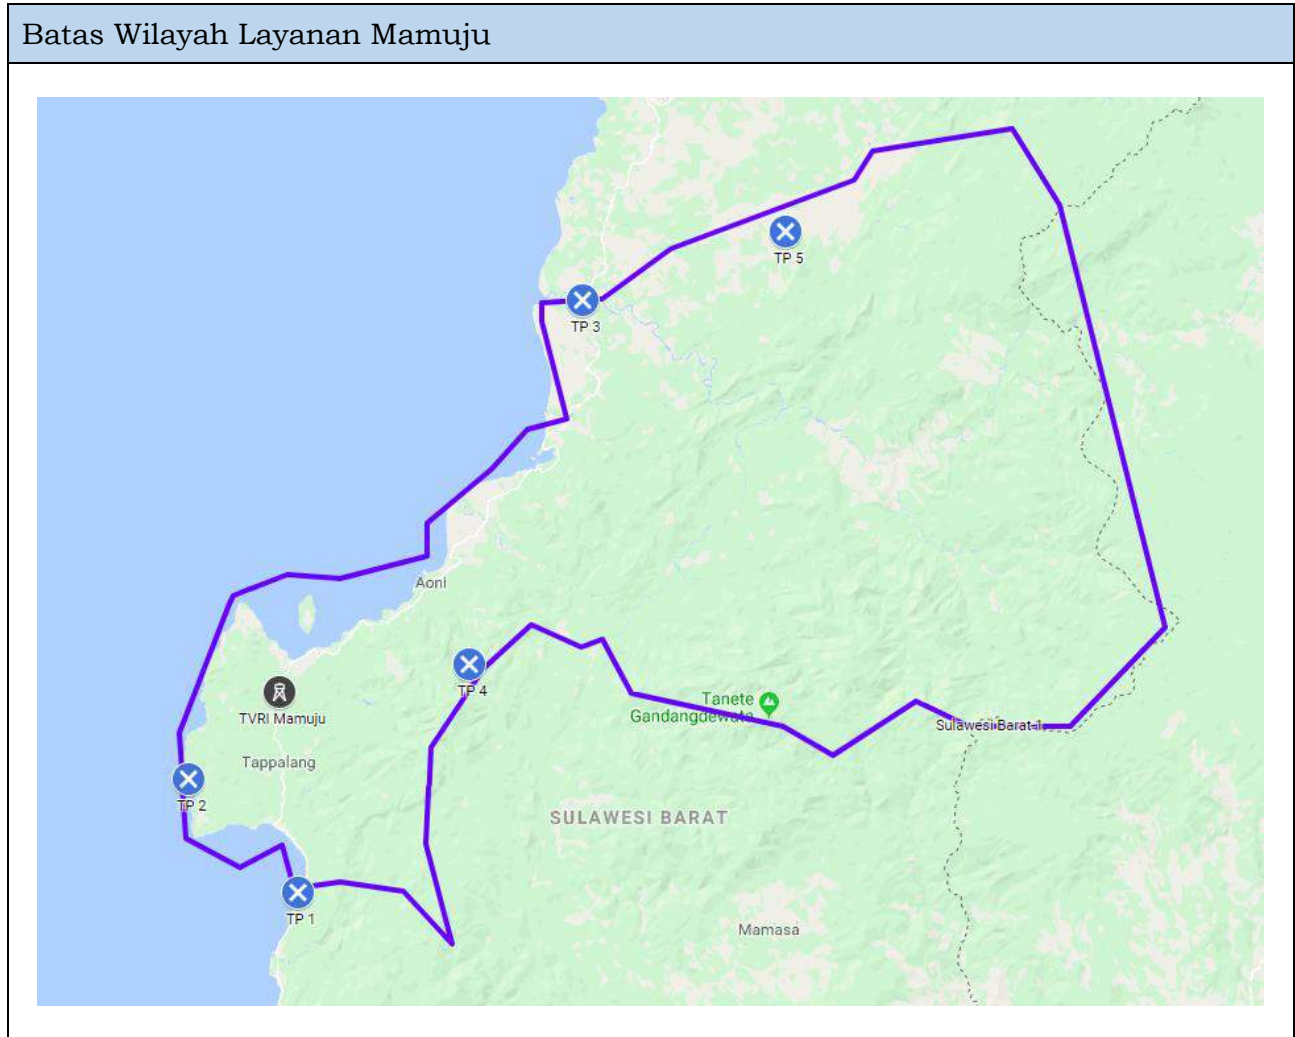 Batas Wilayah Layanan Mamuju
TP 5
TP 3
Aoni
TP 4
TVRI Mamuju
Tanete
Gandangdewata
Sulawesi Barat-1
Tappalang
TP 2
SULAWESI BARAT
TP 1
Mamasa